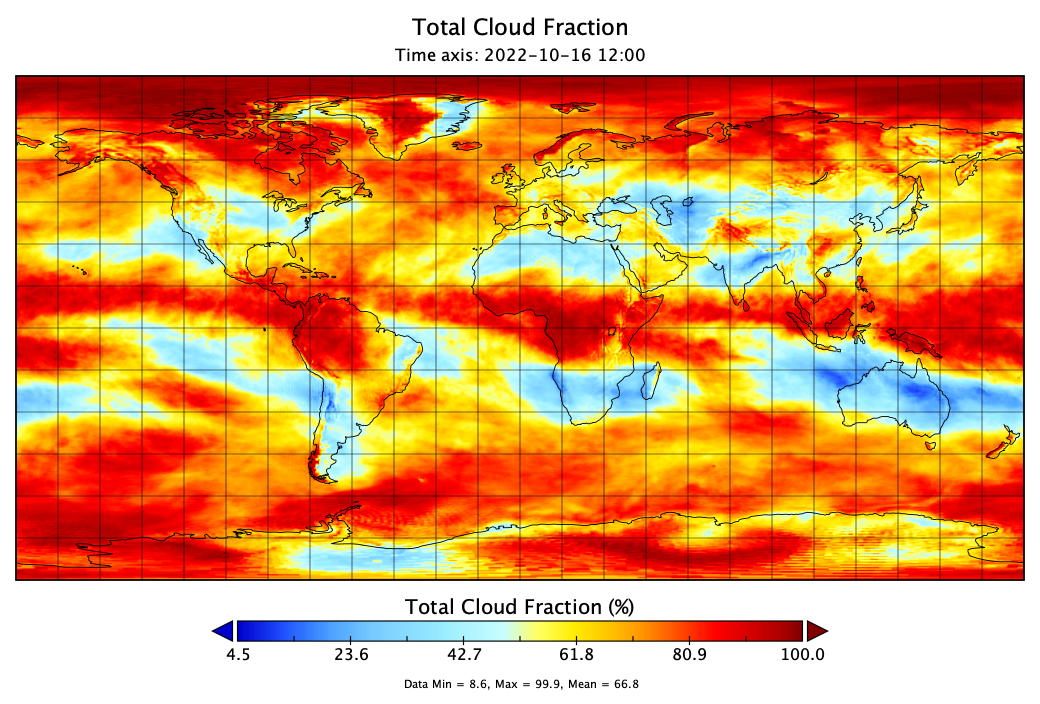 Total Cloud Fraction
Time axis: 2022-10-16 12:00
Total Cloud Fraction (%)
4.5 23.6 42.7 61.8 80.9 100.0
Data Min = 8.6, Max = 99.9, Mean = 66.8